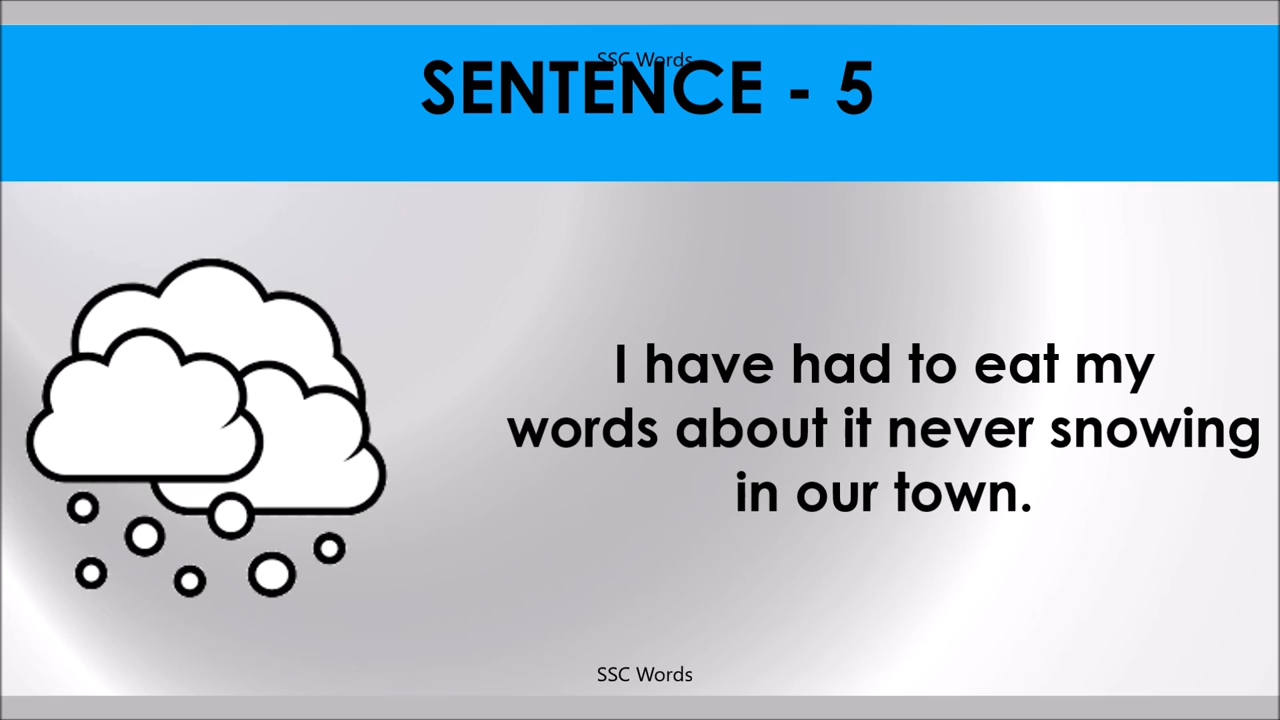 SSC Words
SENTENCE - 5
I have had to eat my
words about it never snowing
in our town.
SSC Words